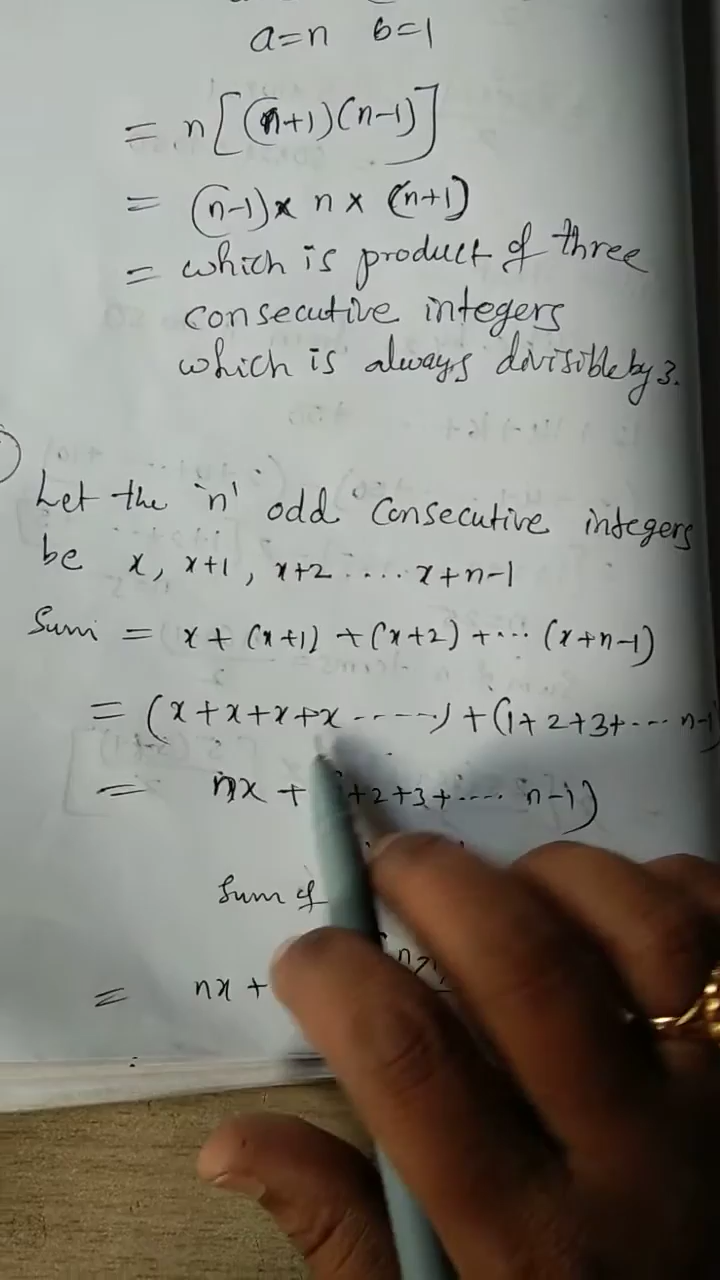 a=n b=1
= n[(n+1)(n-1)]
= (n-1)x n x (n+1)
= which is product of three
consecutive integers
which is always divisible by 3.
Let the 'n' odd consecutive integers
be x, x+1, x+2 .... x+n-1
Sum = x + (x+1) + (x+2) + ... (x+n-1)
= (x+x+x+x -----) + (1+2+3+--- n-1
= nx + +2+3+.... n-1)
Sum of
= nx +